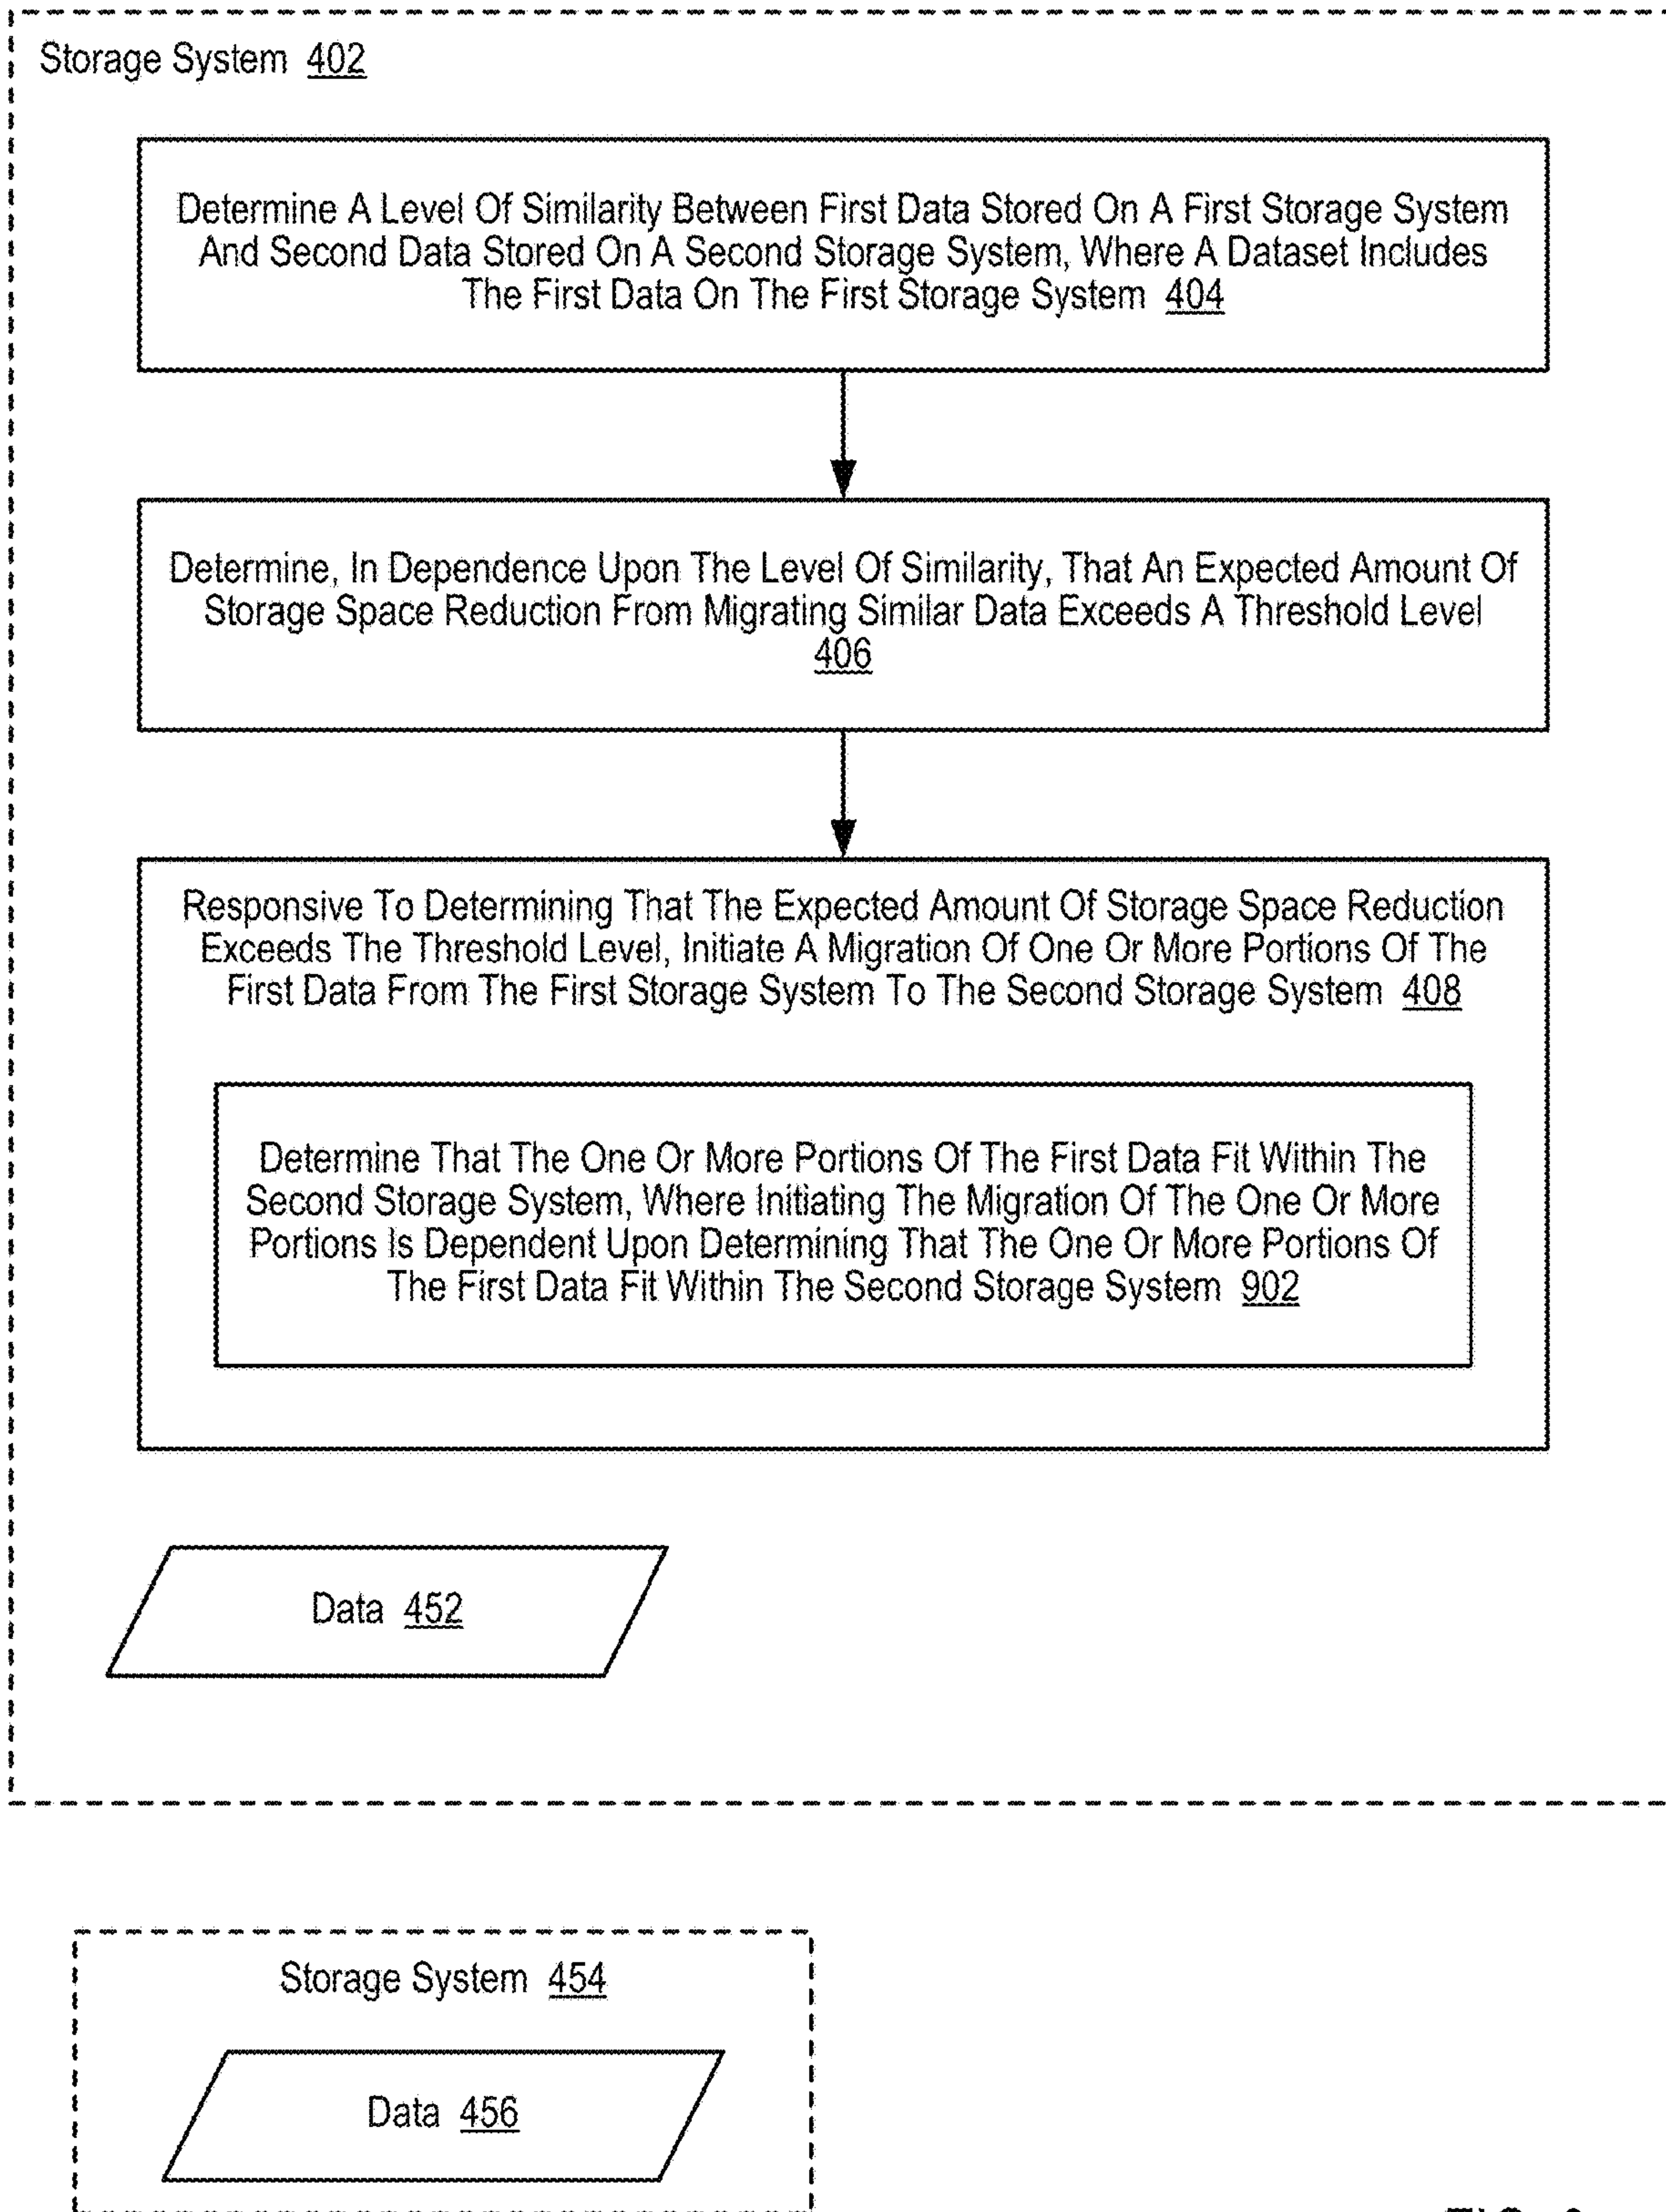 Storage System 402
Determine A Level Of Similarity Between First Data Stored On A First Storage System
And Second Data Stored On A Second Storage System, Where A Dataset Includes
The First Data On The First Storage System 404
Determine, In Dependence Upon The Level Of Similarity, That An Expected Amount Of
Storage Space Reduction From Migrating Similar Data Exceeds A Threshold Level
406
Responsive To Determining That The Expected Amount Of Storage Space Reduction
Exceeds The Threshold Level, Initiate A Migration Of One Or More Portions Of The
First Data From The First Storage System To The Second Storage System 408
Determine That The One Or More Portions Of The First Data Fit Within The
Second Storage System, Where Initiating The Migration Of The One Or More
Portions Is Dependent Upon Determining That The One Or More Portions Of
The First Data Fit Within The Second Storage System 902
Data 452
Storage System 454
Data 456